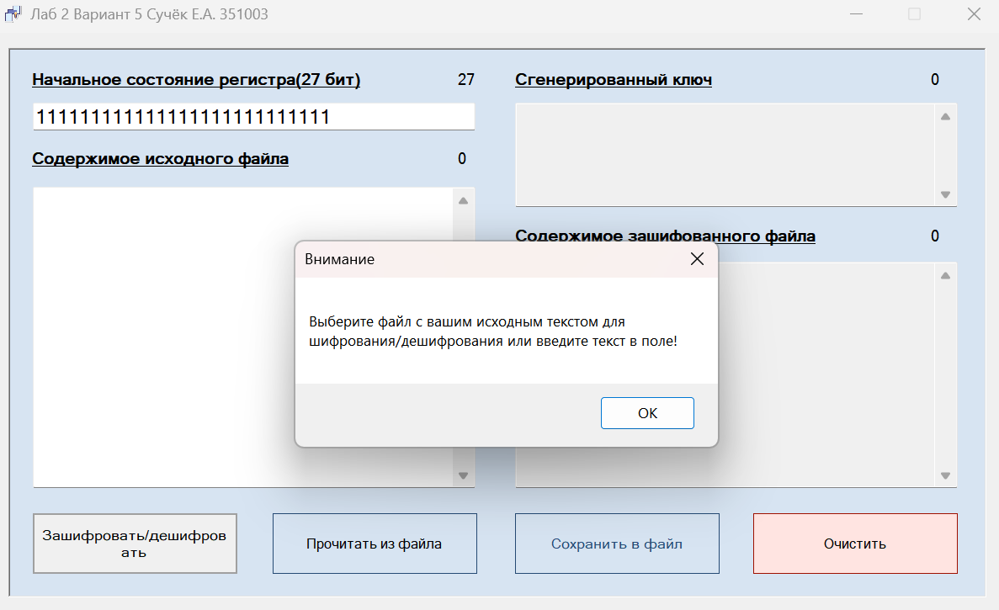 Лаб 2 Вариант 5 Сучёк Е.А. 351003
Начальное состояние регистра(27 бит) 27
111111111111111111111111111
Содержимое исходного файла 0
Сгенерированный ключ 0
Содержимое зашифованного файла 0
Внимание
Выберите файл с вашим исходным текстом для
шифрования/дешифрования или введите текст в поле!
OK
Зашифровать/дешифров
ать
Прочитать из файла
Сохранить в файл
Очистить